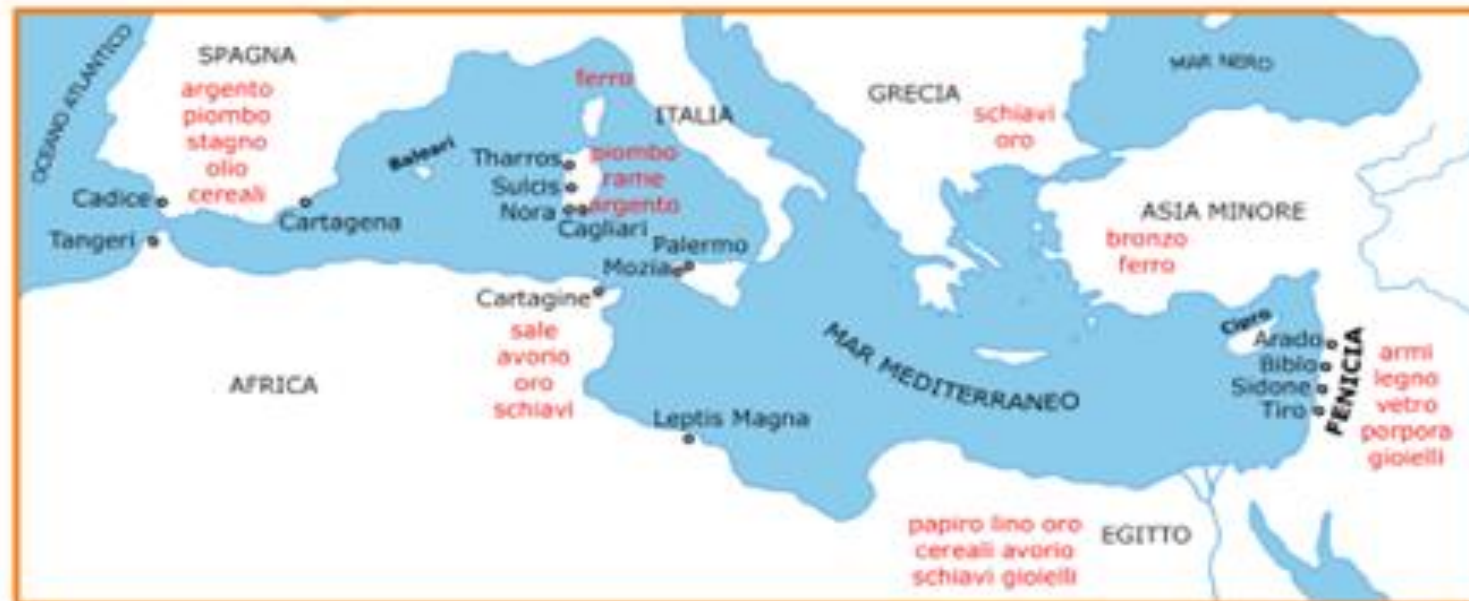 OCEANO ATLANTICO
SPAGNA
argento
piombo
stagno
olio
cereali
Cadice
Tangeri
Cartagena
Baleari
ferro
ITALIA
Tharros
Sulcis
Nora
Cagliari
piombo
rame
argento
Palermo
Mozia
Cartagine
sale
avorio
oro
schiavi
AFRICA
Leptis Magna
GRECIA
schiavi
oro
MAR NERO
ASIA MINORE
bronzo
ferro
MAR MEDITERRANEO
Cipro
Arado
Biblo
Sidone
Tiro
FENICIA
armi
legno
vetro
porpora
gioielli
papiro lino oro
cereali avorio
schiavi gioielli
EGITTO